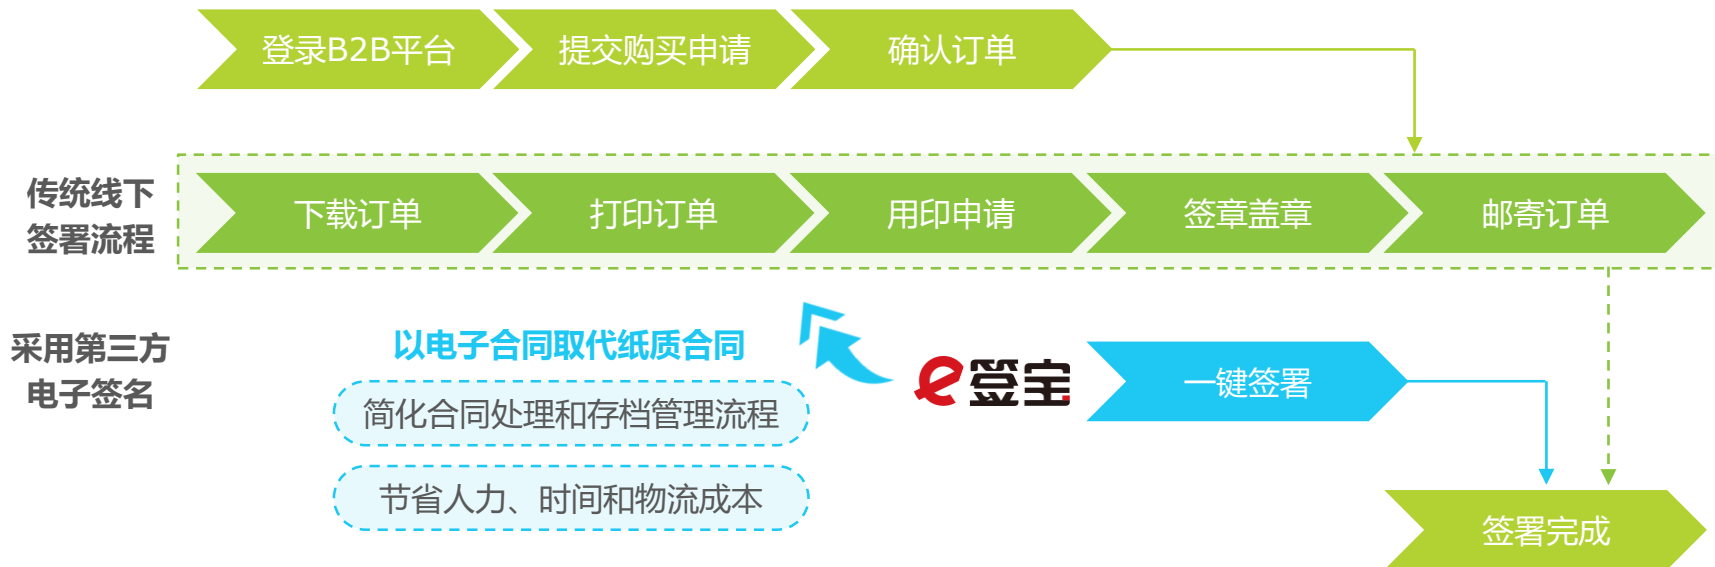 登录B2B平台
提交购买申请
确认订单
传统线下
签署流程
下载订单
打印订单
用印申请
签章盖章
邮寄订单
采用第三方
电子签名
以电子合同取代纸质合同
简化合同处理和存档管理流程
节省人力、时间和物流成本
e签宝
一键签署
签署完成